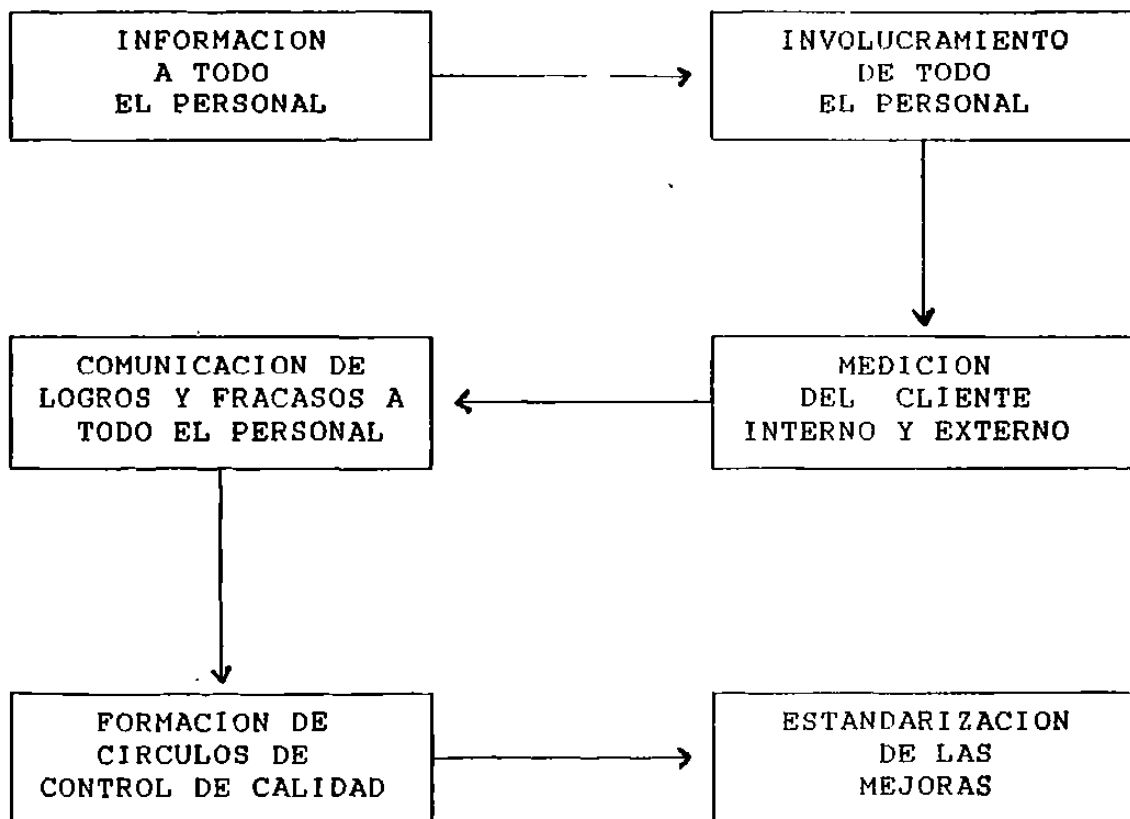 INFORMACION
A TODO
EL PERSONAL
INVOLUCRAMIENTO
DE TODO
EL PERSONAL
MEDICION
DEL CLIENTE
INTERNO Y EXTERNO
COMUNICACION DE
LOGROS Y FRACASOS A
TODO EL PERSONAL
FORMACION DE
CIRCULOS DE
CONTROL DE CALIDAD
ESTANDARIZACION
DE LAS
MEJORAS